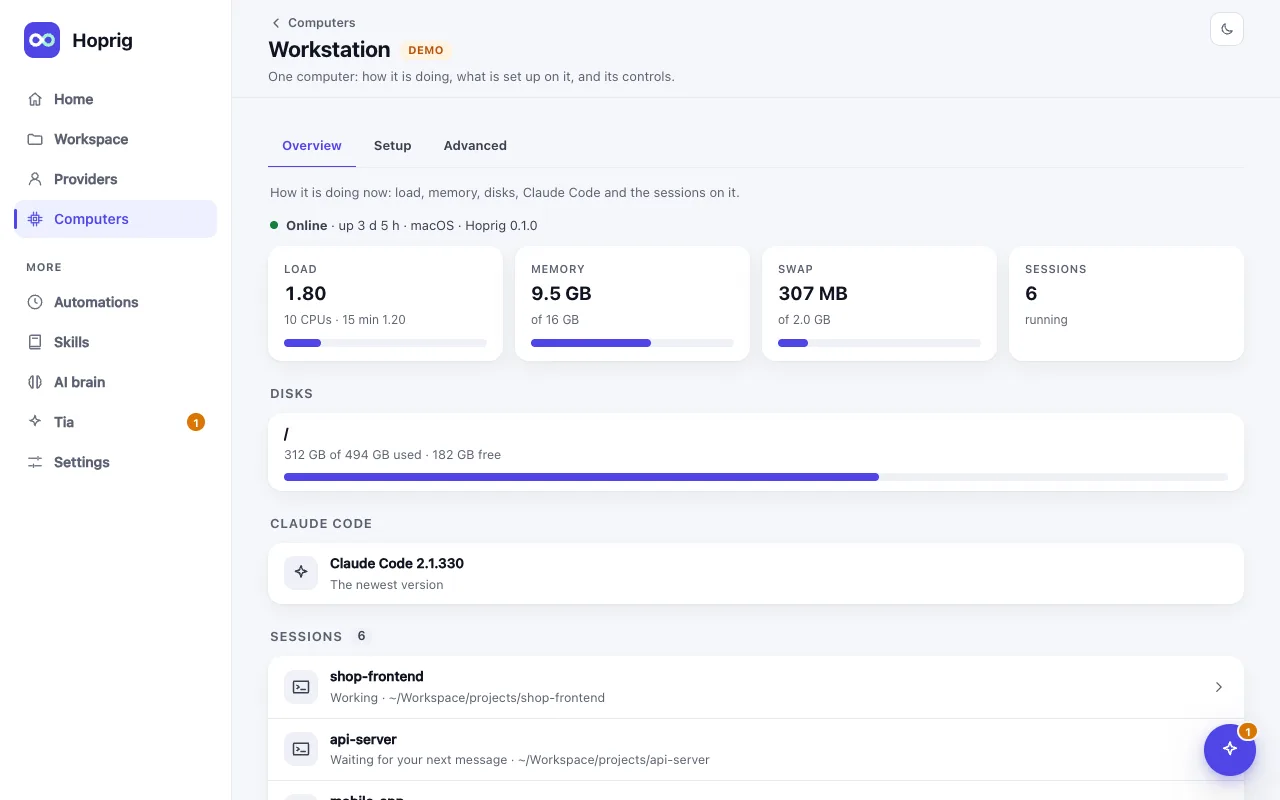 Hoprig
Home
Workspace
Providers
Computers
MORE
Automations
Skills
AI brain
Tia
1
Settings
Computers
Workstation DEMO
One computer: how it is doing, what is set up on it, and its controls.
Overview Setup Advanced
How it is doing now: load, memory, disks, Claude Code and the sessions on it.
Online · up 3 d 5 h · macOS · Hoprig 0.1.0
LOAD
1.80
10 CPUs · 15 min 1.20
MEMORY
9.5 GB
of 16 GB
SWAP
307 MB
of 2.0 GB
SESSIONS
6
running
DISKS
/
312 GB of 494 GB used · 182 GB free
CLAUDE CODE
Claude Code 2.1.330
The newest version
SESSIONS 6
shop-frontend
Working · ~/Workspace/projects/shop-frontend
api-server
Waiting for your next message · ~/Workspace/projects/api-server
mobile-app
1